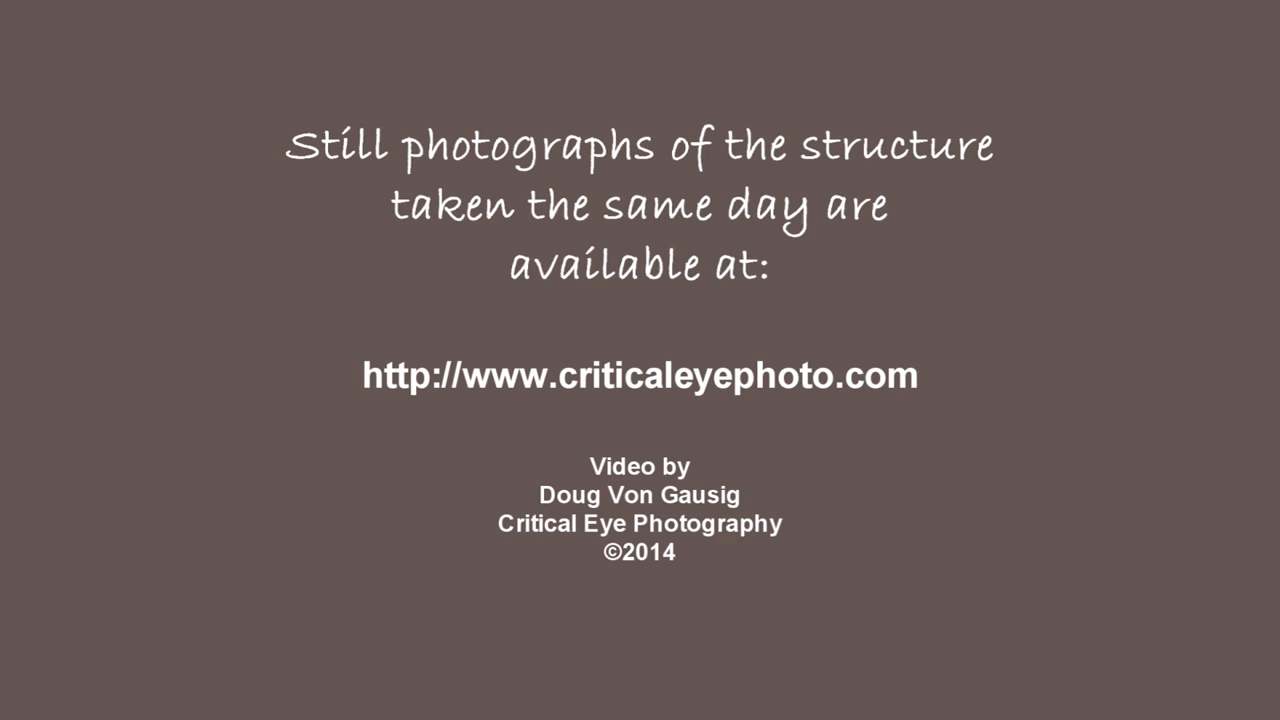 Still photographs of the structure
taken the same day are
available at:
http://www.criticaleyephoto.com
Video by
Doug Von Gausig
Critical Eye Photography
©2014